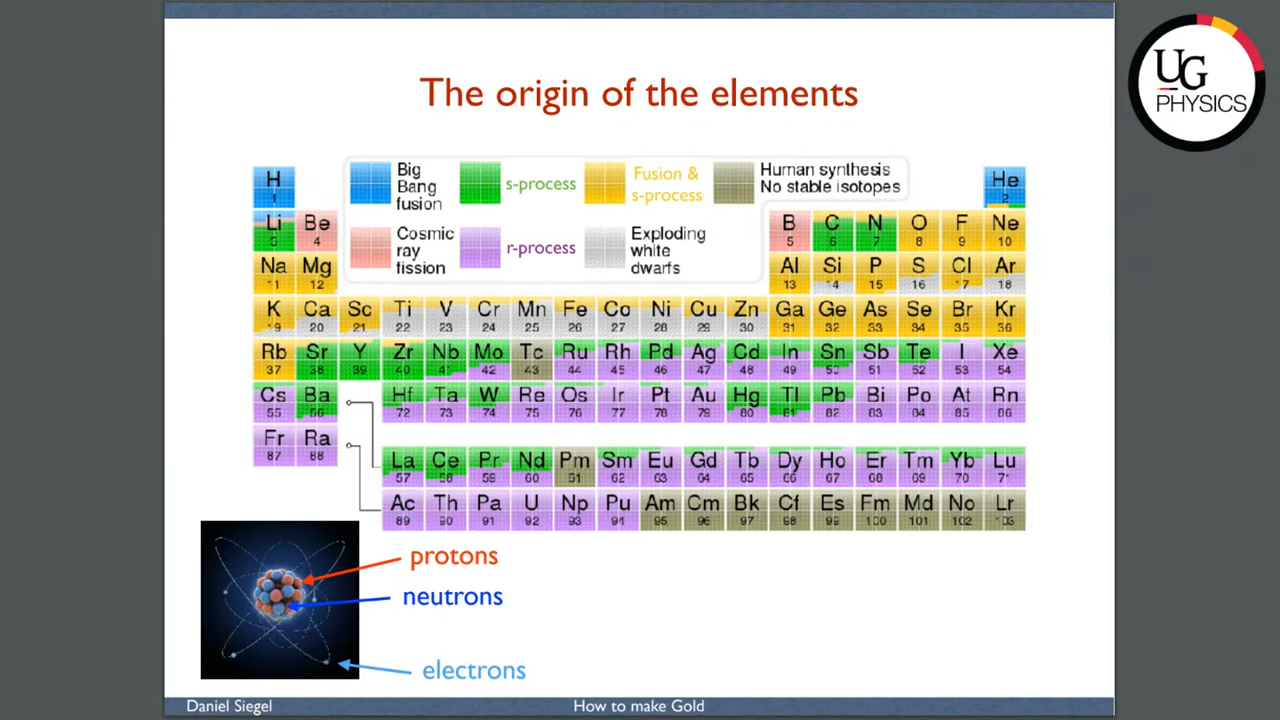 UG
PHYSICS
The origin of the elements
Big
Bang
fusion
s-process
Fusion &
s-process
Human synthesis
No stable isotopes
Cosmic
ray
fission
r-process
Exploding
white
dwarfs
H He
1 2
Li Be B C N O F Ne
4 5 6 7 8 9 10
Na Mg Al Si P S Cl Ar
11 12 13 14 15 16 17 18
K Ca Sc Ti V Cr Mn Fe Co Ni Cu Zn Ga Ge As Se Br Kr
19 20 21 22 23 24 25 26 27 28 29 30 31 32 33 34 35 36
Rb Sr Y Zr Nb Mo Tc Ru Rh Pd Ag Cd In Sn Sb Te I Xe
37 38 39 40 41 42 43 44 45 46 47 48 49 50 51 52 53 54
Cs Ba Hf Ta W Re Os Ir Pt Au Hg Tl Pb Bi Po At Rn
55 56 72 73 74 75 76 77 78 79 80 81 82 83 84 85 86
Fr Ra
87 88
La Ce Pr Nd Pm Sm Eu Gd Tb Dy Ho Er Tm Yb Lu
57 58 59 60 61 62 63 64 65 66 67 68 69 70 71
Ac Th Pa U Np Pu Am Cm Bk Cf Es Fm Md No Lr
89 90 91 92 93 94 95 96 97 98 99 100 101 102 103
protons
neutrons
electrons
Daniel Siegel How to make Gold